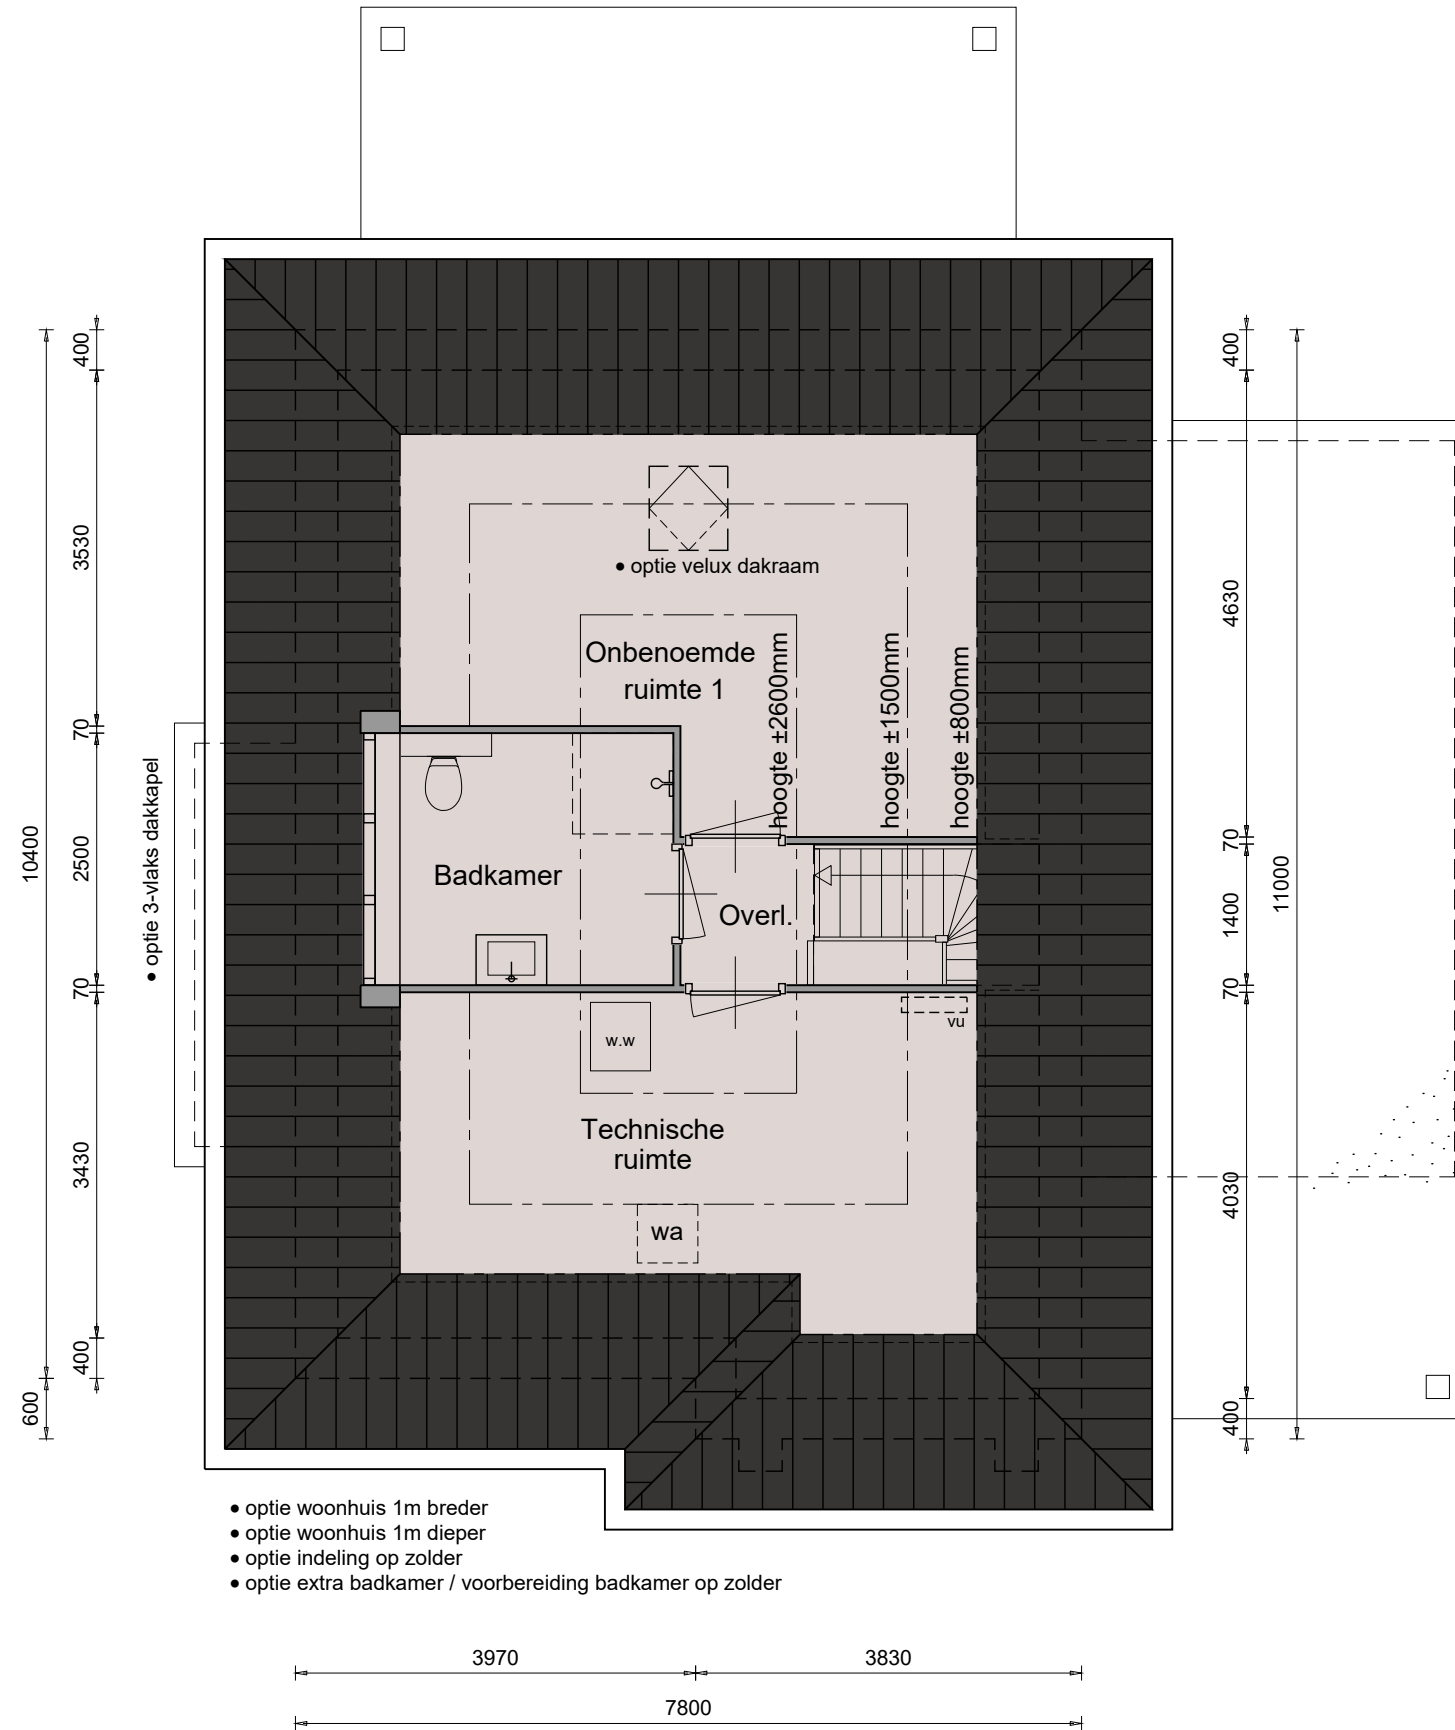 400
3530
70
2500
70
3430
400
10400
600
• optie 3-vlaks dakkapel
• optie velux dakraam
Onbenoemde
ruimte 1
hoogte ±2600mm
hoogte ±1500mm
hoogte ±800mm
Badkamer
Overl.
w.w
vu
Technische
ruimte
wa
400
4630
70
1400
70
4030
400
11000
• optie woonhuis 1m breder
• optie woonhuis 1m dieper
• optie indeling op zolder
• optie extra badkamer / voorbereiding badkamer op zolder
3970
3830
7800